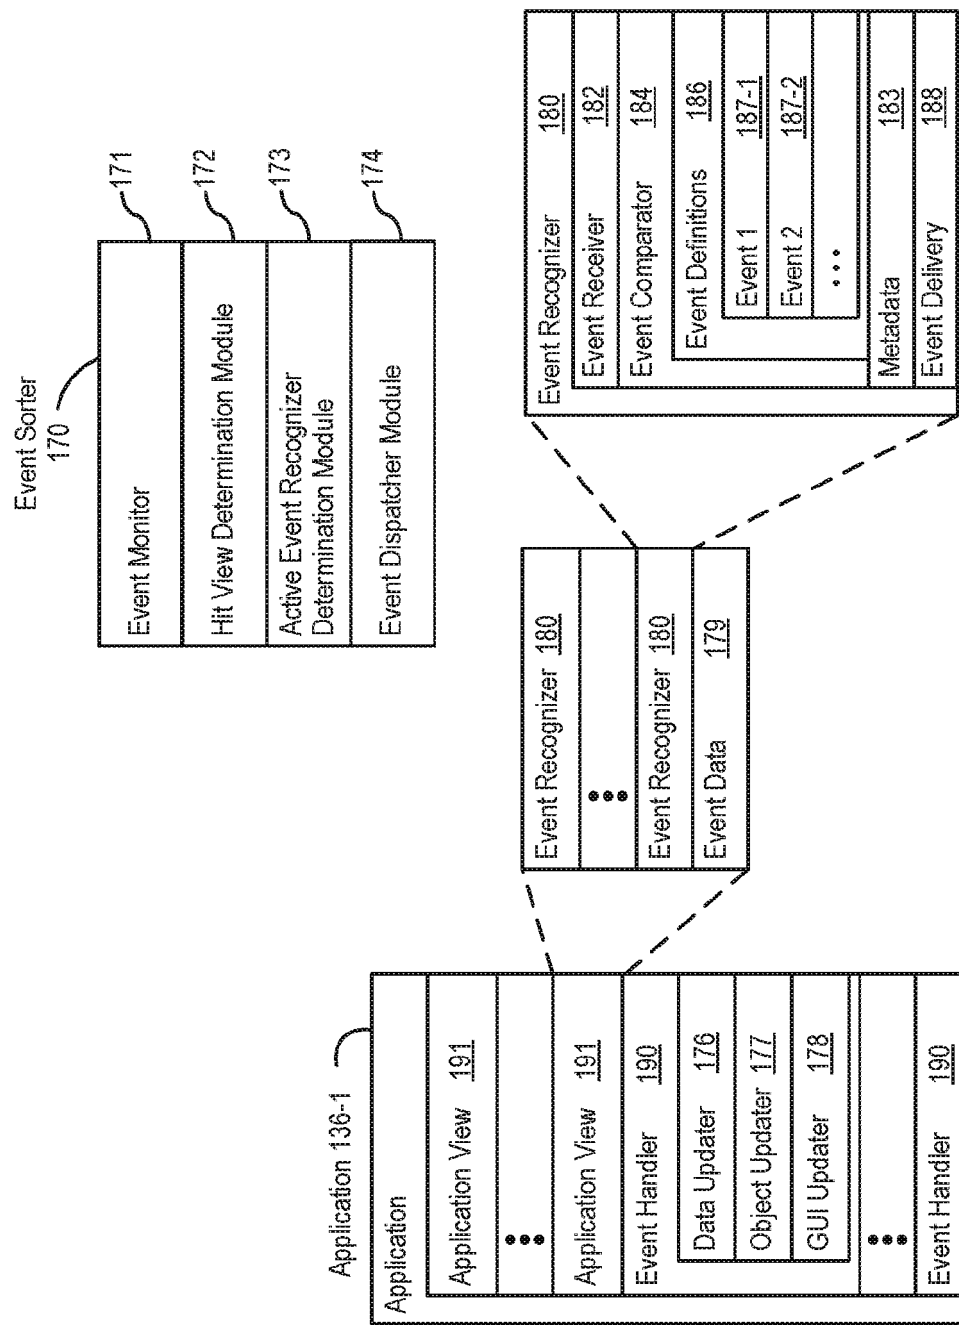 Event Sorter
170
Event Monitor
171
Hit View Determination Module
172
Active Event Recognizer
Determination Module
173
Event Dispatcher Module
174
Application 136-1
Application
Application View 191
•••
Application View 191
Event Handler 190
Data Updater 176
Object Updater 177
GUI Updater 178
•••
Event Handler 190
Event Recognizer 180
•••
Event Recognizer 180
Event Data 179
Event Recognizer 180
Event Receiver 182
Event Comparator 184
Event Definitions 186
Event 1 187-1
Event 2 187-2
•••
Metadata 183
Event Delivery 188